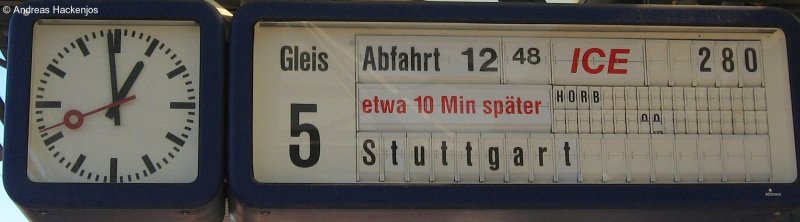 © Andreas Hackenjos
Gleis 5
Abfahrt 12 48 ICE 280
etwa 10 Min später
HORB
Stuttgart